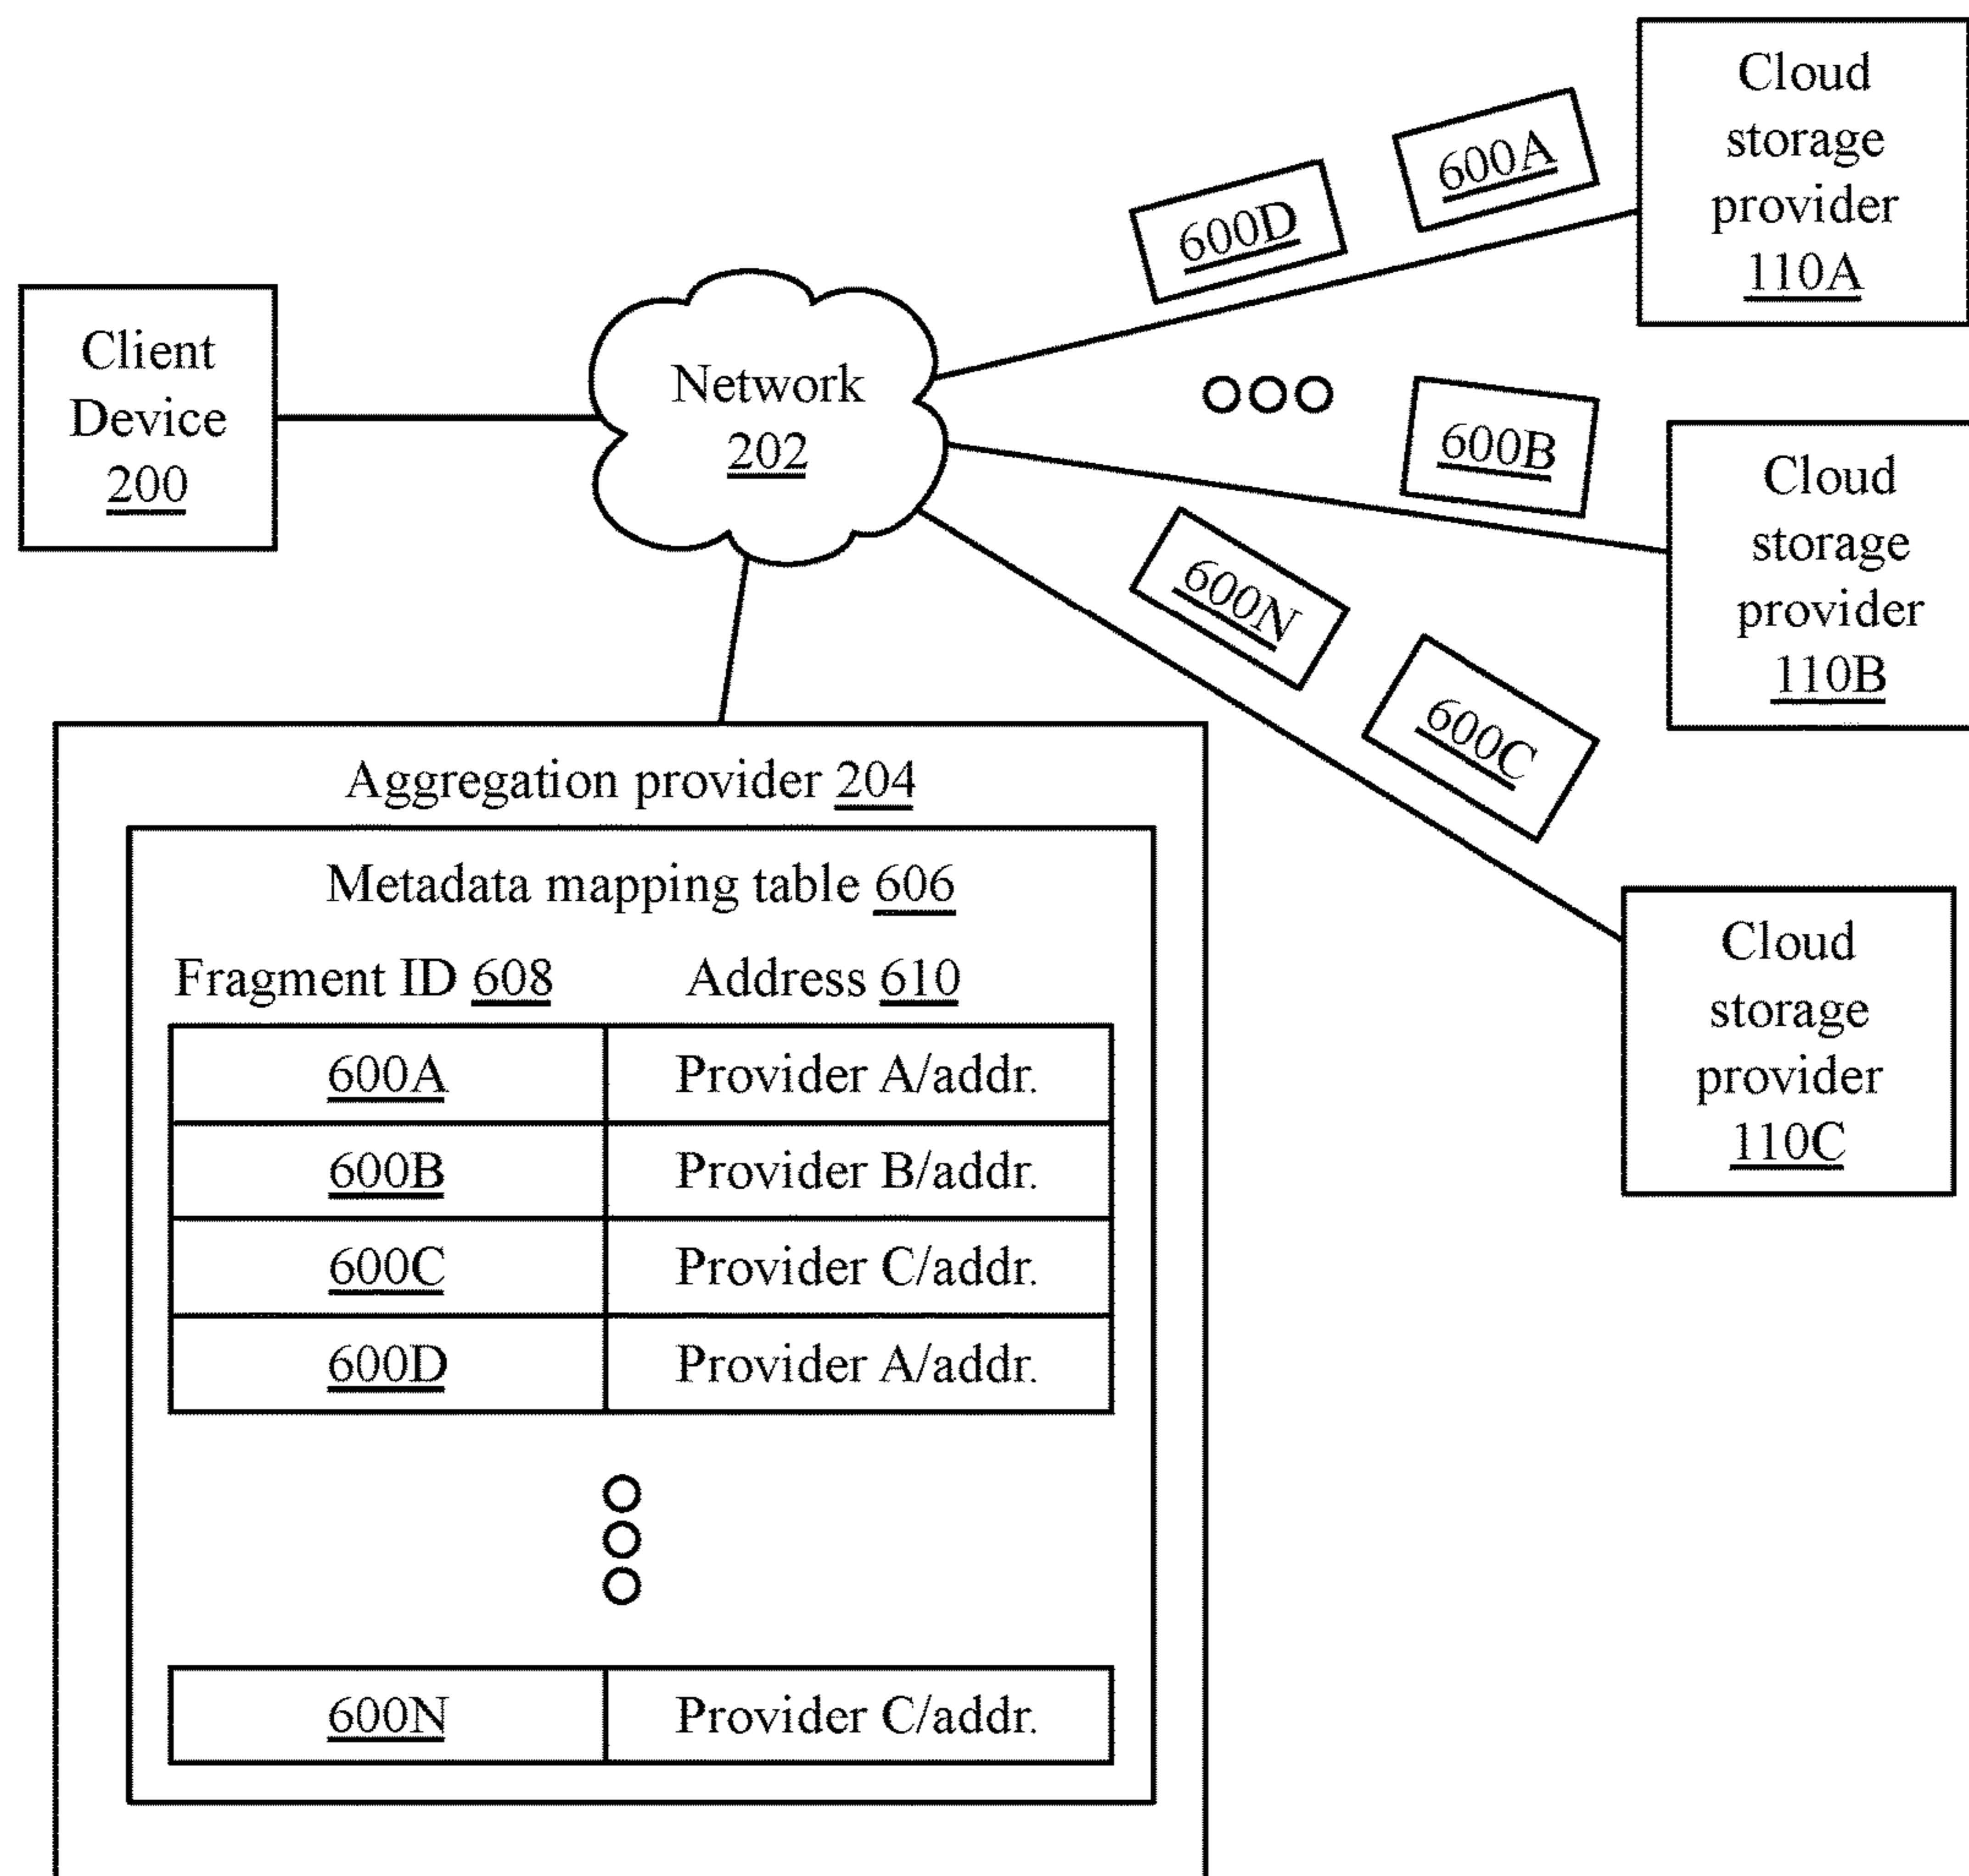 Cloud
storage
provider
110A
600A
600D
Client
Device
200
Network
202
600B
Cloud
storage
provider
110B
600N
600C
Cloud
storage
provider
110C
Aggregation provider 204
Metadata mapping table 606
Fragment ID 608 Address 610
600A Provider A/addr.
600B Provider B/addr.
600C Provider C/addr.
600D Provider A/addr.
600N Provider C/addr.